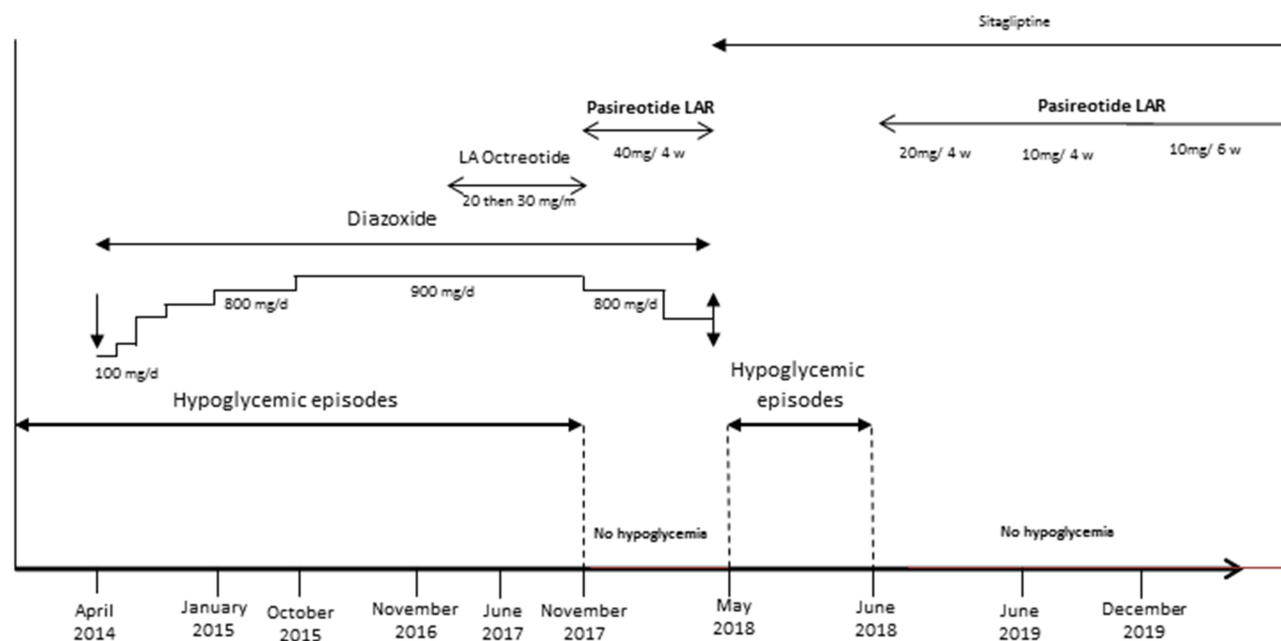 Sitagliptine
Pasireotide LAR
40mg/ 4 w
Pasireotide LAR
20mg/ 4 w
10mg/ 4 w
10mg/ 6 w
LA Octreotide
20 then 30 mg/m
Diazoxide
800 mg/d
900 mg/d
800 mg/d
100 mg/d
Hypoglycemic episodes
Hypoglycemic
episodes
No hypoglycemia
No hypoglycemia
April
2014
January
2015
October
2015
November
2016
June
2017
November
2017
May
2018
June
2018
June
2019
December
2019